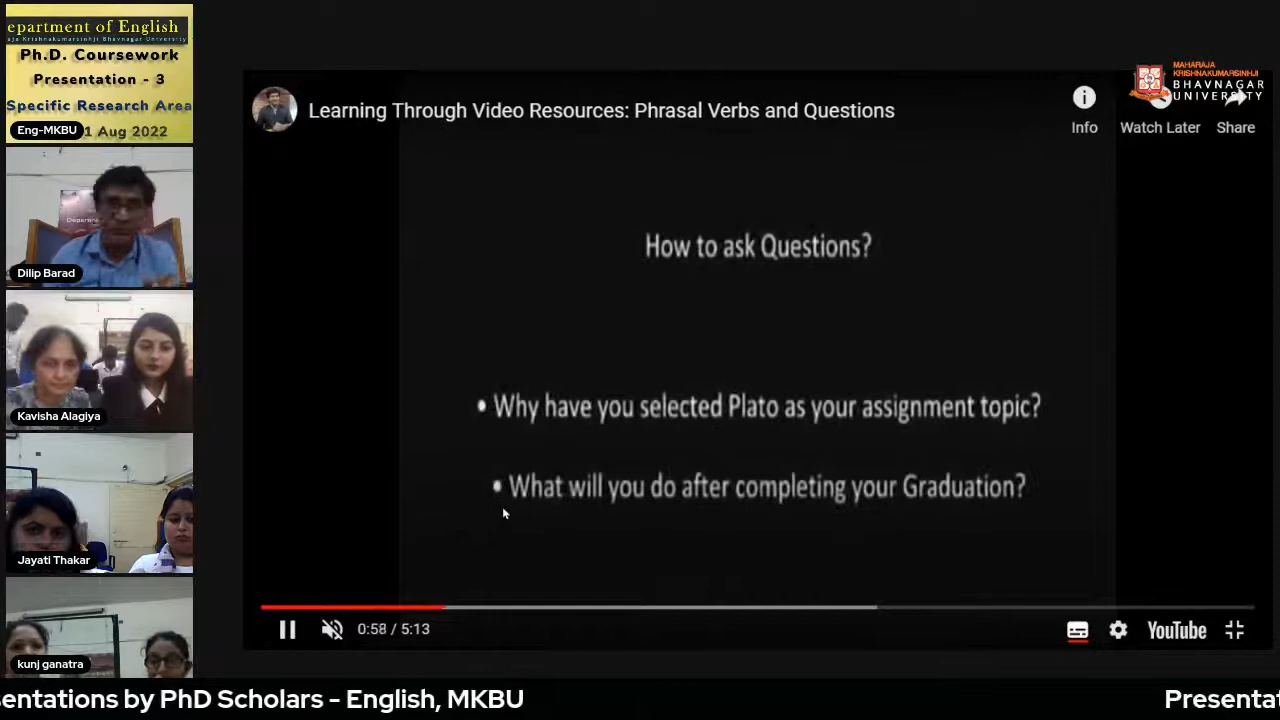 epartment of English
aja Krishnakumarsinhji Bhavnagar University
Ph.D. Coursework
Presentation - 3
Specific Research Area
Eng-MKBU
1 Aug 2022
Dilip Barad
Kavisha Alagiya
Jayati Thakar
kunj ganatra
Learning Through Video Resources: Phrasal Verbs and Questions
Info
Watch Later
Share
MAHARAJA
KRISHNAKUMARSINHJI
BHAVNAGAR
UNIVERSITY
How to ask Questions?
• Why have you selected Plato as your assignment topic?
• What will you do after completing your Graduation?
0:58 / 5:13
YouTube
sentations by PhD Scholars - English, MKBU
Presentat